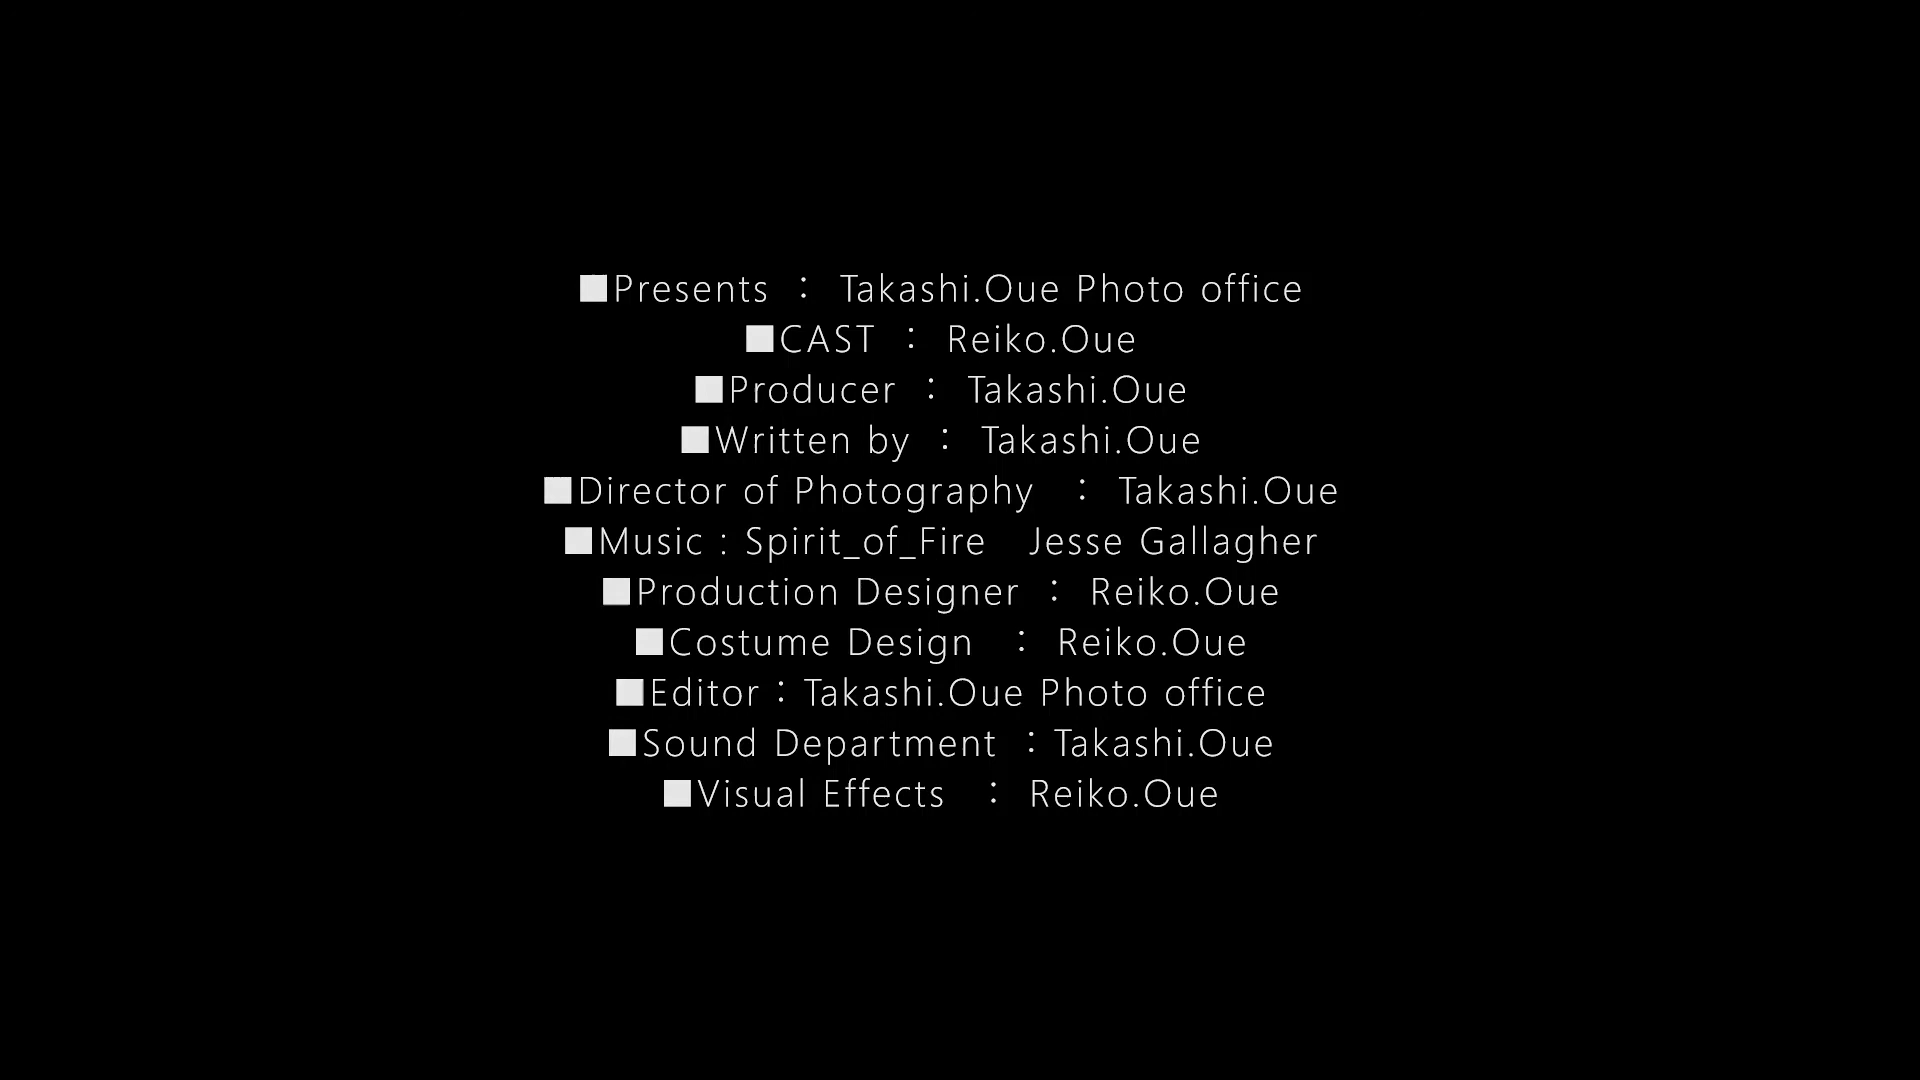 ■Presents ： Takashi.Oue Photo office
■CAST ： Reiko.Oue
■Producer ： Takashi.Oue
■Written by ： Takashi.Oue
■Director of Photography ： Takashi.Oue
■Music : Spirit_of_Fire　Jesse Gallagher
■Production Designer ： Reiko.Oue
■Costume Design ： Reiko.Oue
■Editor：Takashi.Oue Photo office
■Sound Department ：Takashi.Oue
■Visual Effects ： Reiko.Oue